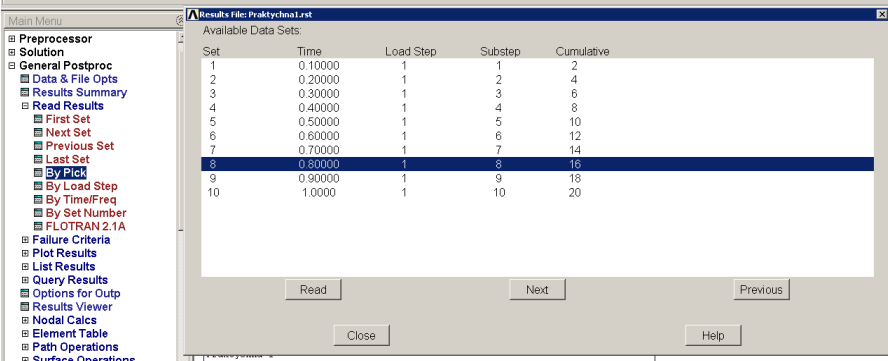 Main Menu
Preprocessor
Solution
General Postproc
Data & File Opts
Results Summary
Read Results
First Set
Next Set
Previous Set
Last Set
By Pick
By Load Step
By Time/Freq
By Set Number
FLOTRAN 2.1A
Failure Criteria
Plot Results
List Results
Query Results
Options for Outp
Results Viewer
Nodal Calcs
Element Table
Path Operations
Surface Operations
Results File: Praktychna1.rst
Available Data Sets:
Set Time Load Step Substep Cumulative
1 0.10000 1 1 2
2 0.20000 1 2 4
3 0.30000 1 3 6
4 0.40000 1 4 8
5 0.50000 1 5 10
6 0.60000 1 6 12
7 0.70000 1 7 14
8 0.80000 1 8 16
9 0.90000 1 9 18
10 1.0000 1 10 20
Read Next Previous
Close Help